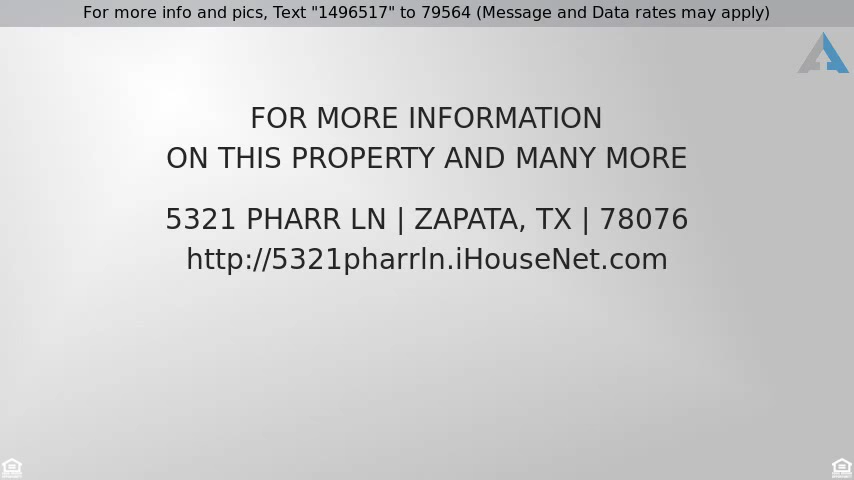 For more info and pics, Text "1496517" to 79564 (Message and Data rates may apply)
FOR MORE INFORMATION
ON THIS PROPERTY AND MANY MORE
5321 PHARR LN | ZAPATA, TX | 78076
http://5321pharrln.iHouseNet.com